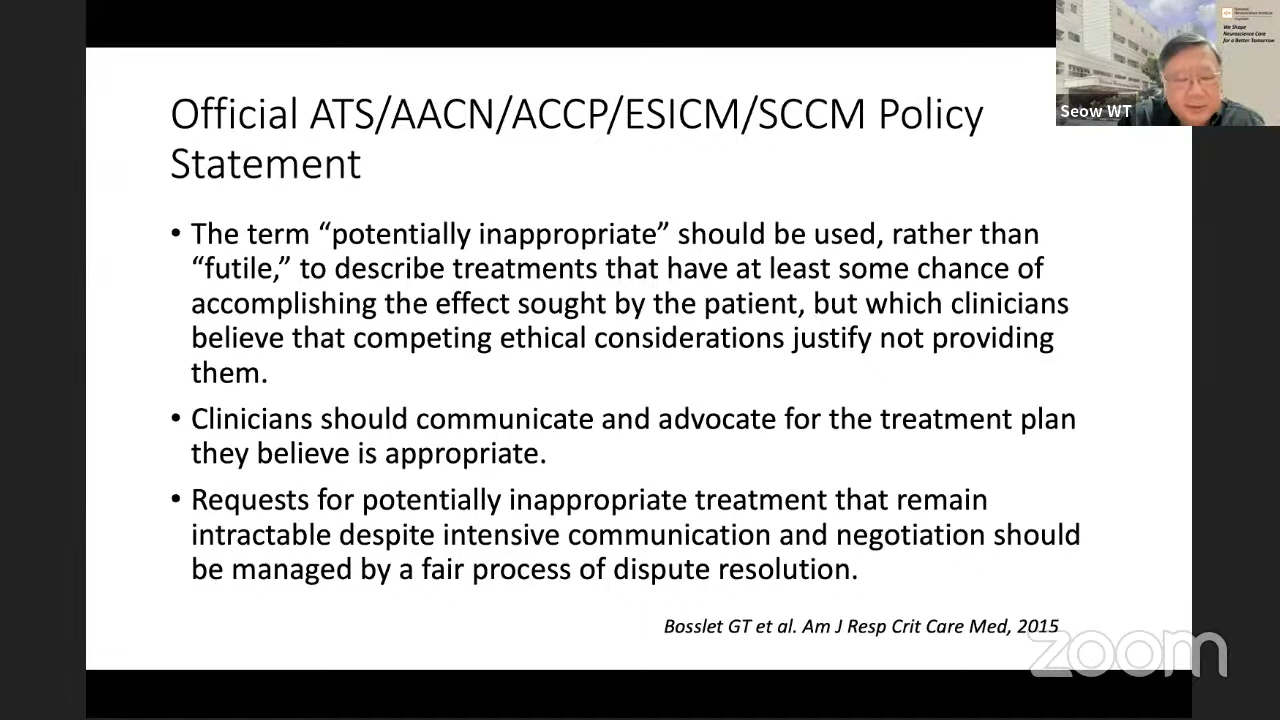 We Shape
Neuroscience Care
for a Better Tomorrow
Seow WT
Official ATS/AACN/ACCP/ESICM/SCCM Policy
Statement
• The term “potentially inappropriate” should be used, rather than
“futile,” to describe treatments that have at least some chance of
accomplishing the effect sought by the patient, but which clinicians
believe that competing ethical considerations justify not providing
them.
• Clinicians should communicate and advocate for the treatment plan
they believe is appropriate.
• Requests for potentially inappropriate treatment that remain
intractable despite intensive communication and negotiation should
be managed by a fair process of dispute resolution.
Bosslet GT et al. Am J Resp Crit Care Med, 2015
zoom